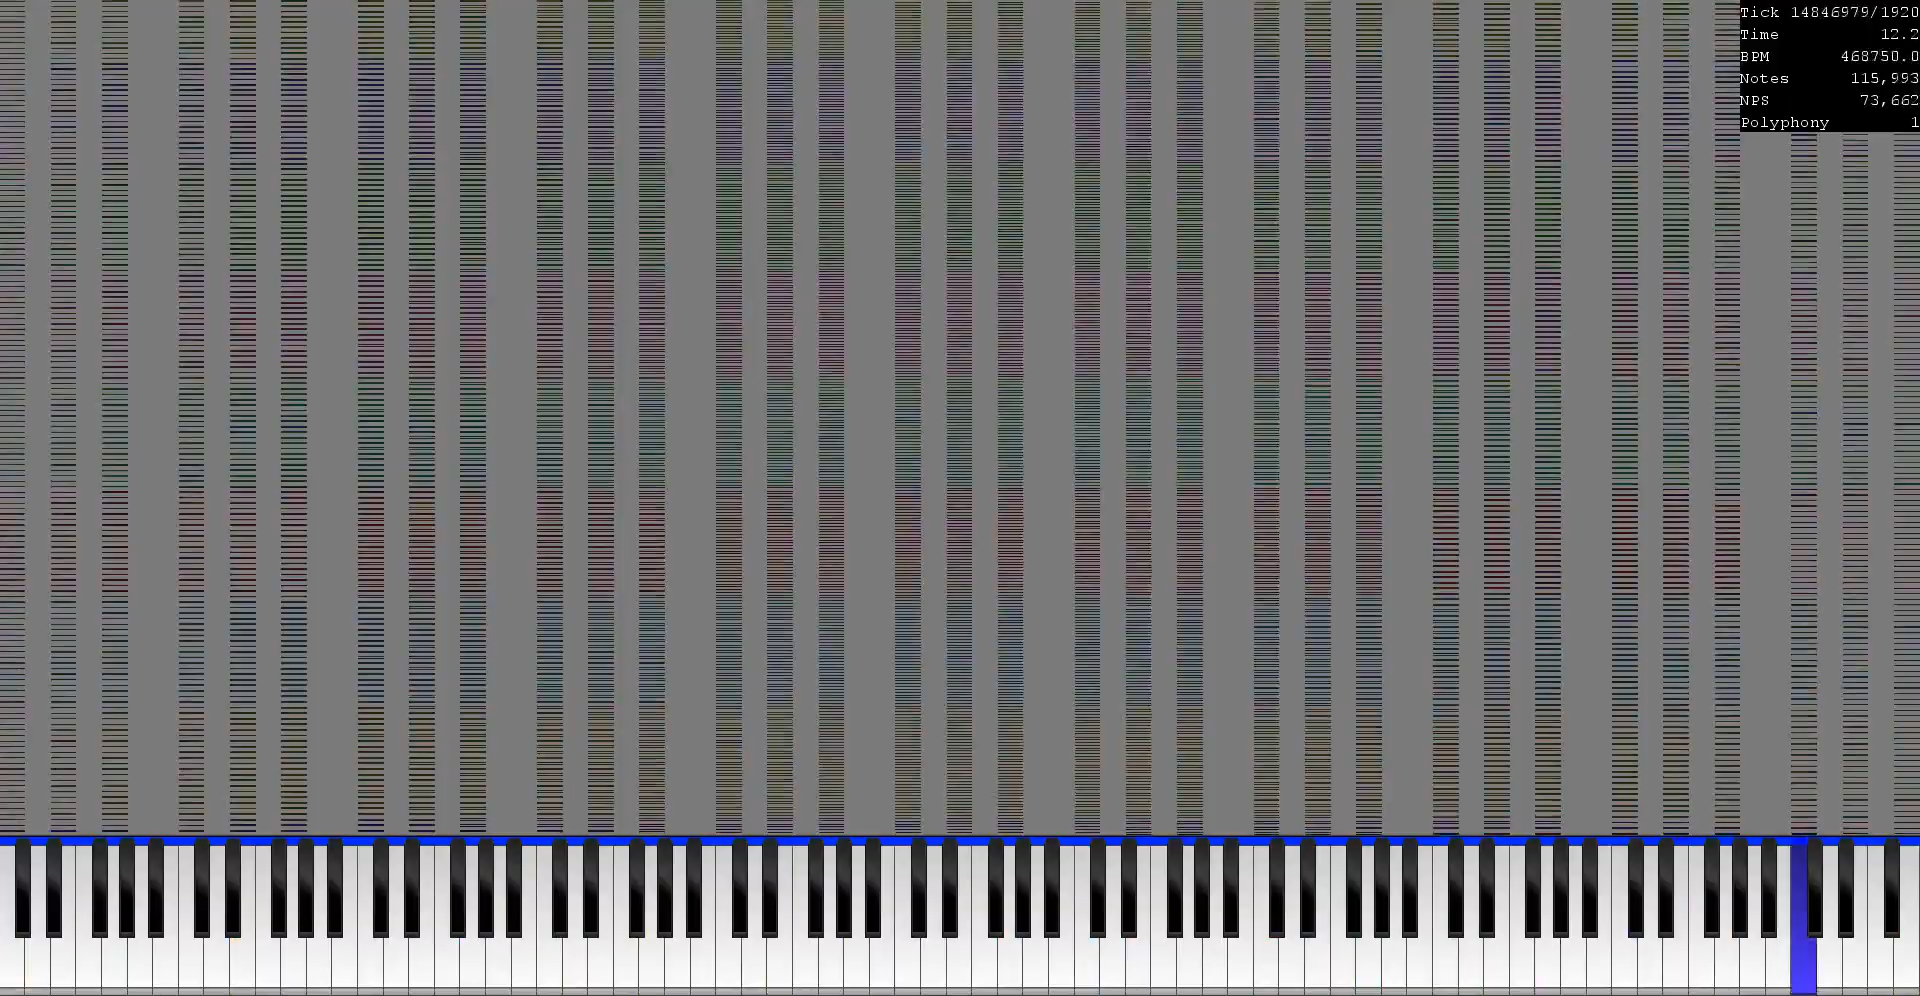 Tick 14846979/1920
Time 12.2
BPM 468750.0
Notes 115,993
NPS 73,662
Polyphony 1